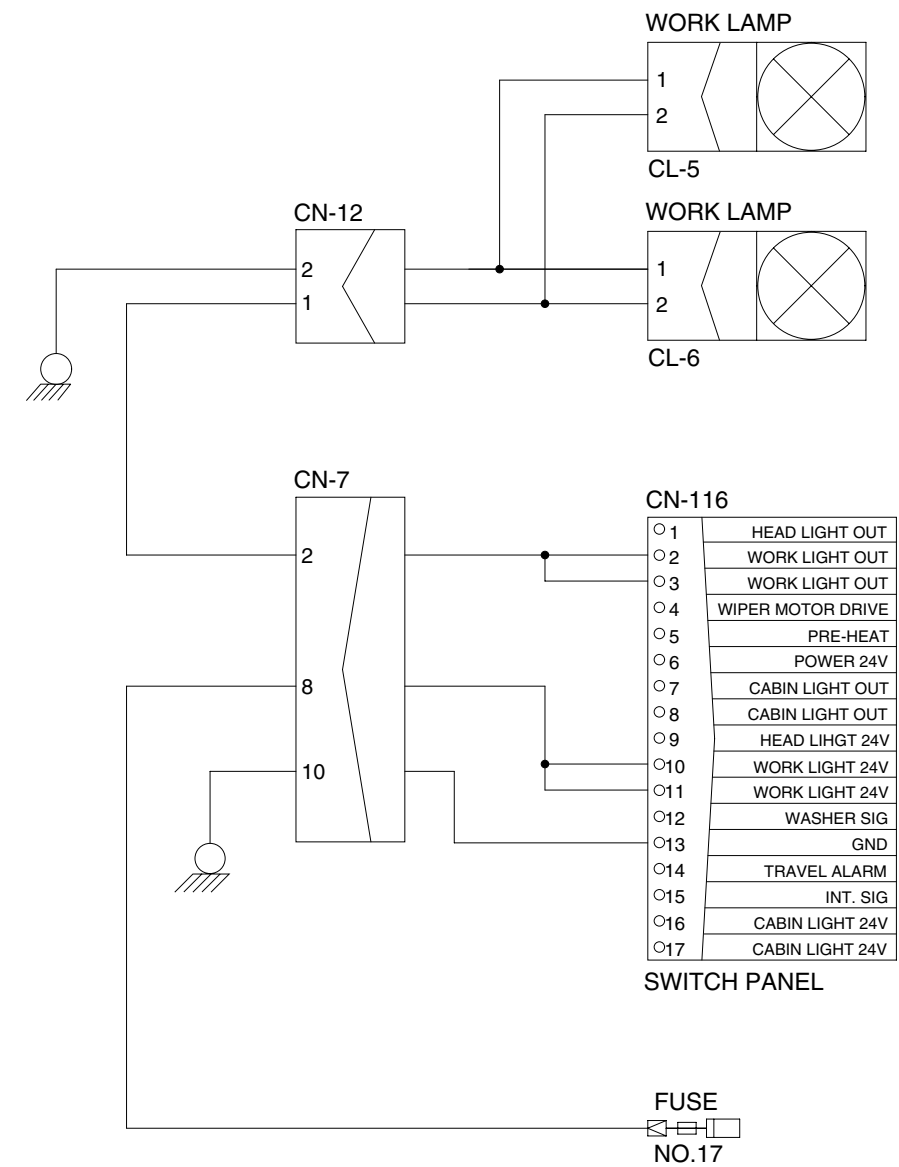 WORK LAMP
1
2
CL-5
WORK LAMP
1
2
CL-6
CN-12
2
1
CN-7
2
8
10
CN-116
1 HEAD LIGHT OUT
2 WORK LIGHT OUT
3 WORK LIGHT OUT
4 WIPER MOTOR DRIVE
5 PRE-HEAT
6 POWER 24V
7 CABIN LIGHT OUT
8 CABIN LIGHT OUT
9 HEAD LIHGT 24V
10 WORK LIGHT 24V
11 WORK LIGHT 24V
12 WASHER SIG
13 GND
14 TRAVEL ALARM
15 INT. SIG
16 CABIN LIGHT 24V
17 CABIN LIGHT 24V
SWITCH PANEL
FUSE
NO.17